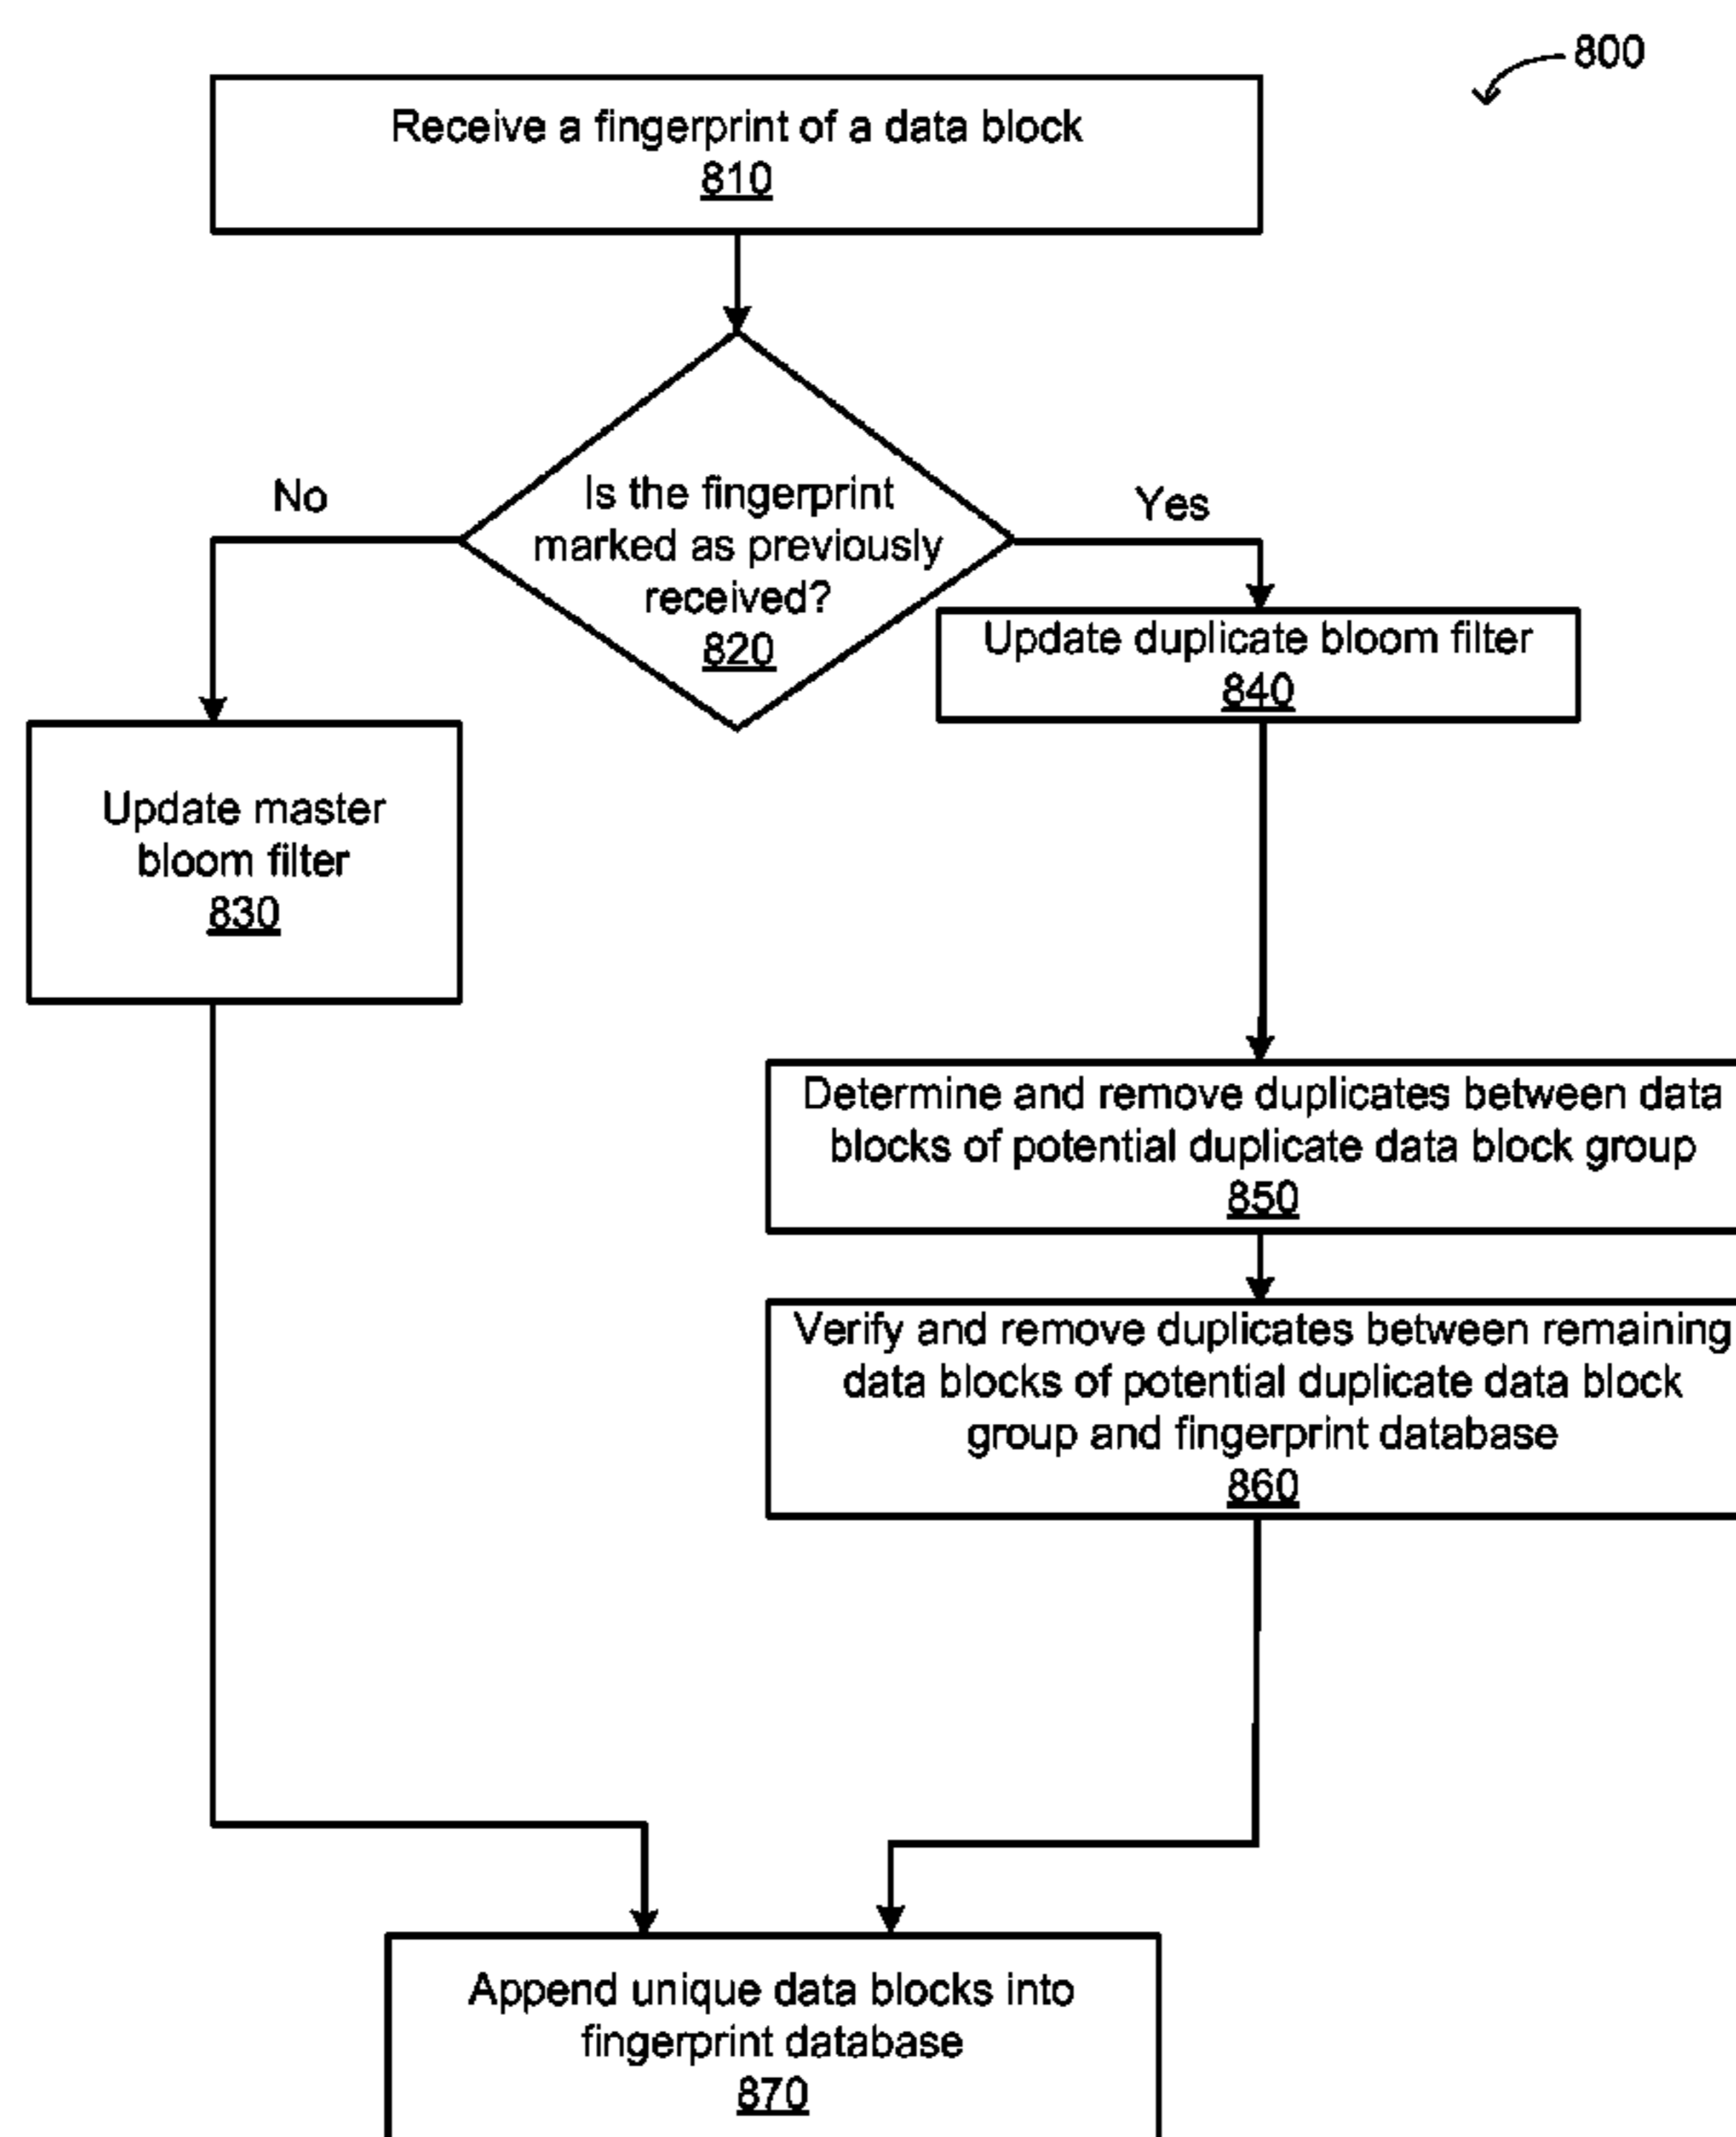 800
Receive a fingerprint of a data block
810
Is the fingerprint
marked as previously
received?
820
No
Yes
Update duplicate bloom filter
840
Update master
bloom filter
830
Determine and remove duplicates between data
blocks of potential duplicate data block group
850
Verify and remove duplicates between remaining
data blocks of potential duplicate data block
group and fingerprint database
860
Append unique data blocks into
fingerprint database
870